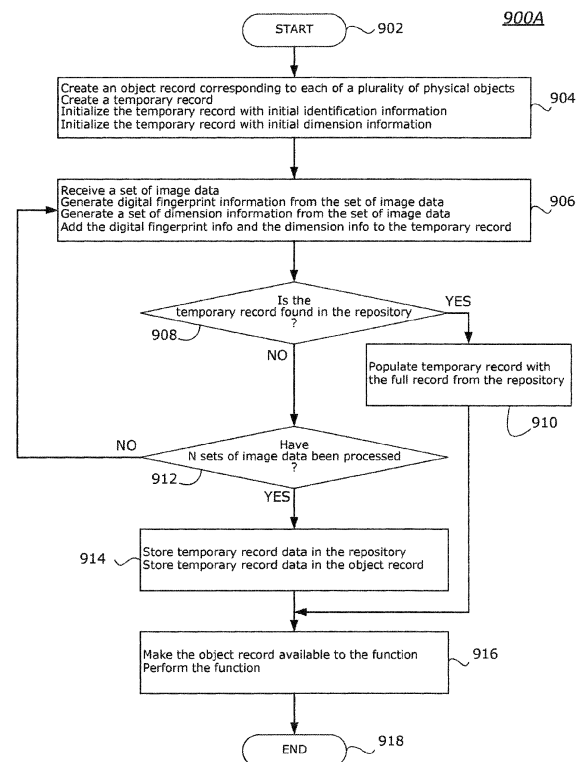 900A
START
902
Create an object record corresponding to each of a plurality of physical objects
Create a temporary record
Initialize the temporary record with initial identification information
Initialize the temporary record with initial dimension information
904
Receive a set of image data
Generate digital fingerprint information from the set of image data
Generate a set of dimension information from the set of image data
Add the digital fingerprint info and the dimension info to the temporary record
906
Is the
temporary record found in the repository
?
908
YES
NO
Populate temporary record with
the full record from the repository
910
Have
N sets of image data been processed
?
912
NO
YES
914
Store temporary record data in the repository
Store temporary record data in the object record
Make the object record available to the function
Perform the function
916
END
918